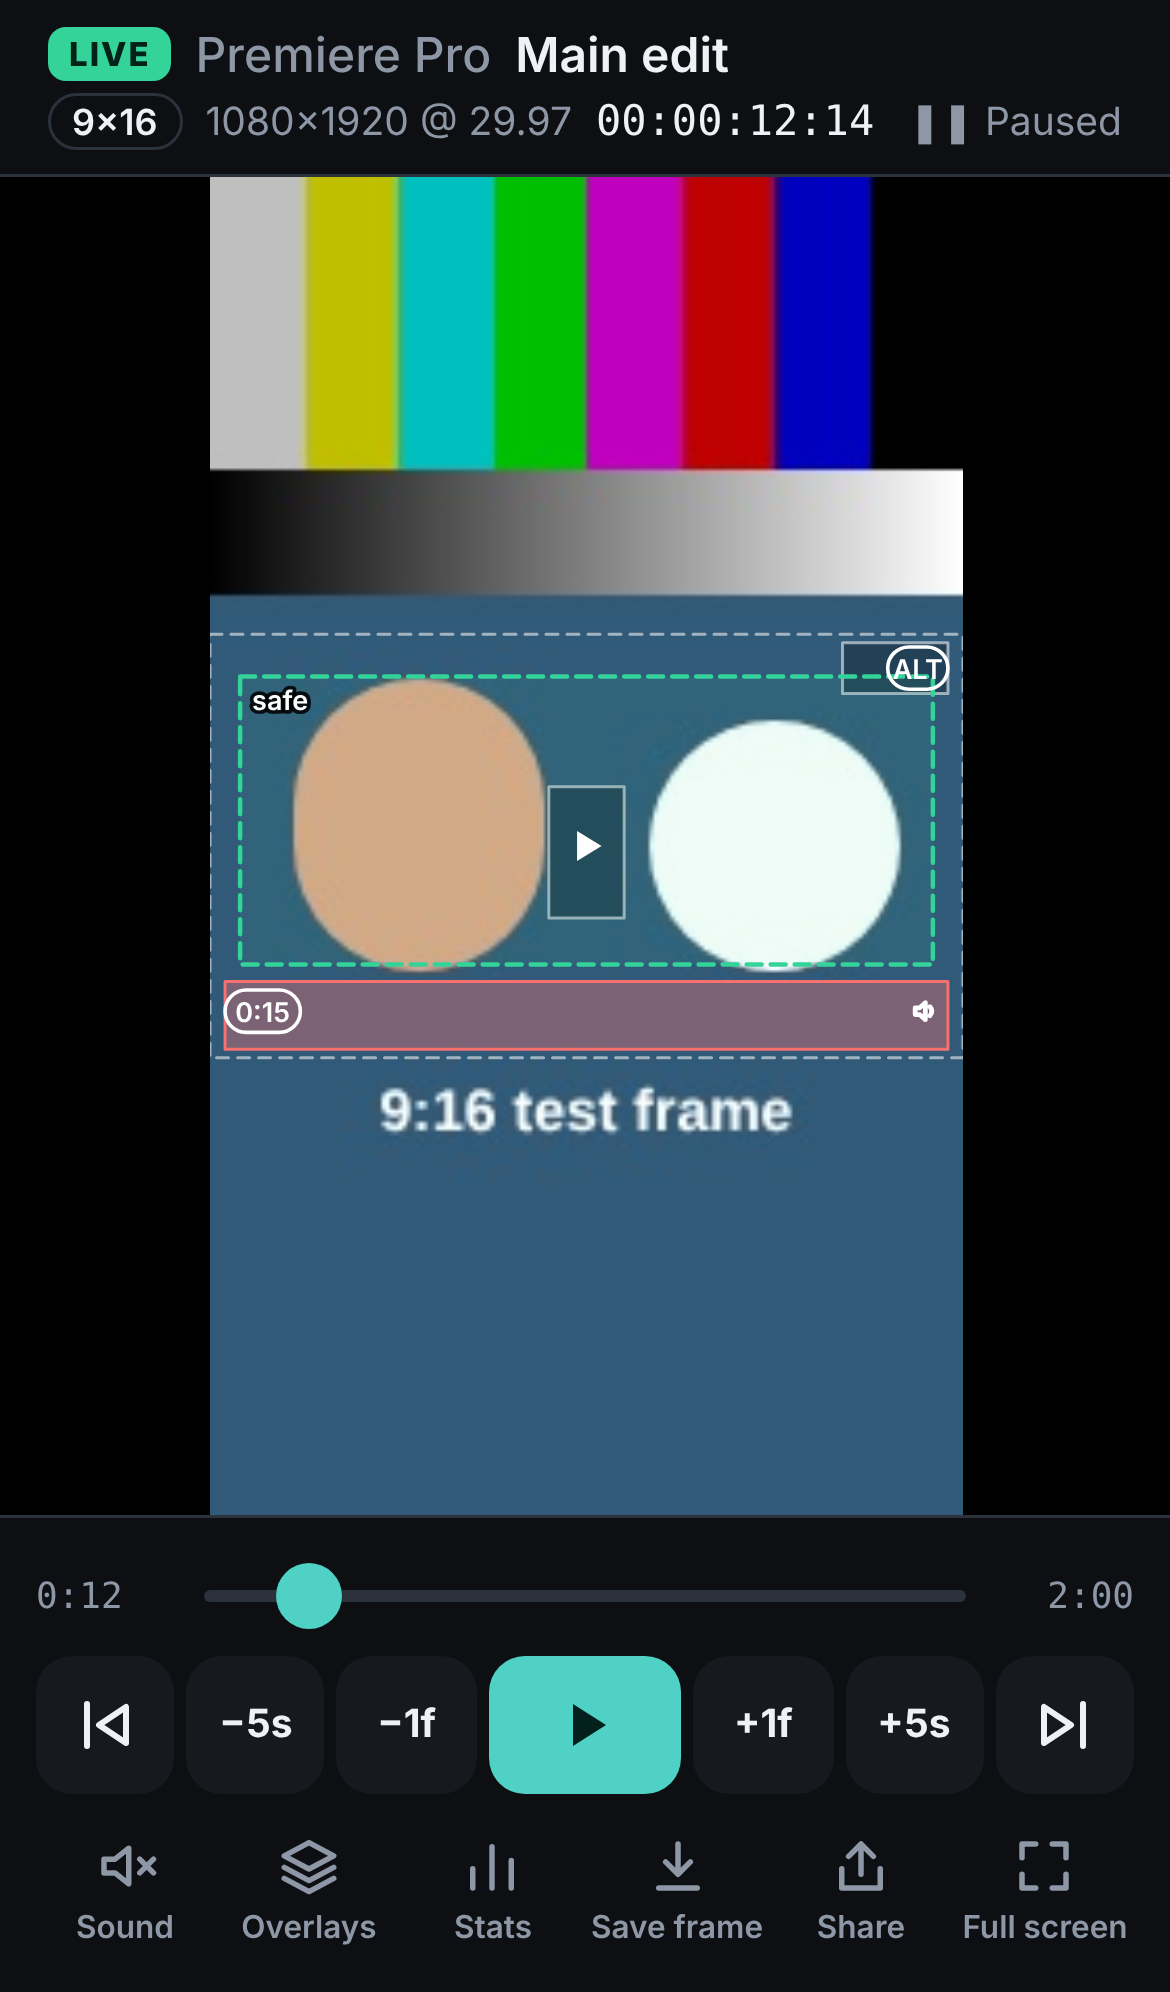 LIVE Premiere Pro Main edit
9×16 1080×1920 @ 29.97 00:00:12:14 Paused
ALT
safe
0:15
9:16 test frame
0:12 2:00
−5s −1f +1f +5s
Sound Overlays Stats Save frame Share Full screen